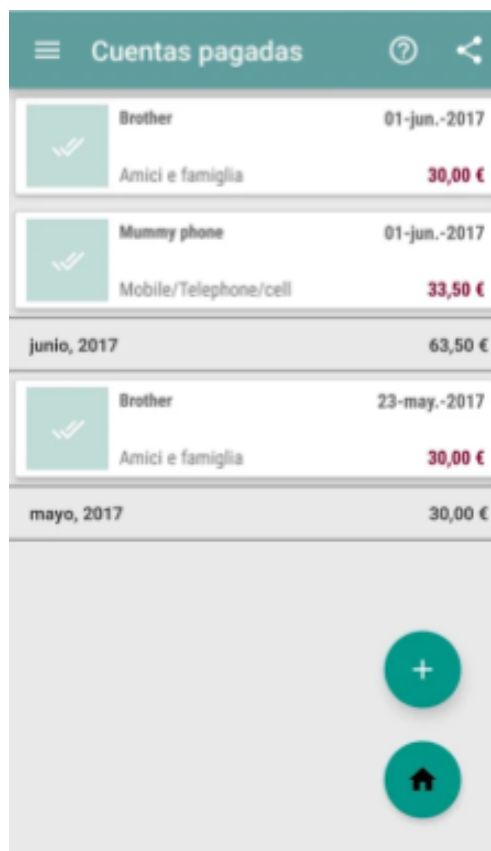 Cuentas pagadas
Brother 01-jun.-2017
Amici e famiglia 30,00 €
Mummy phone 01-jun.-2017
Mobile/Telephone/cell 33,50 €
junio, 2017 63,50 €
Brother 23-may.-2017
Amici e famiglia 30,00 €
mayo, 2017 30,00 €